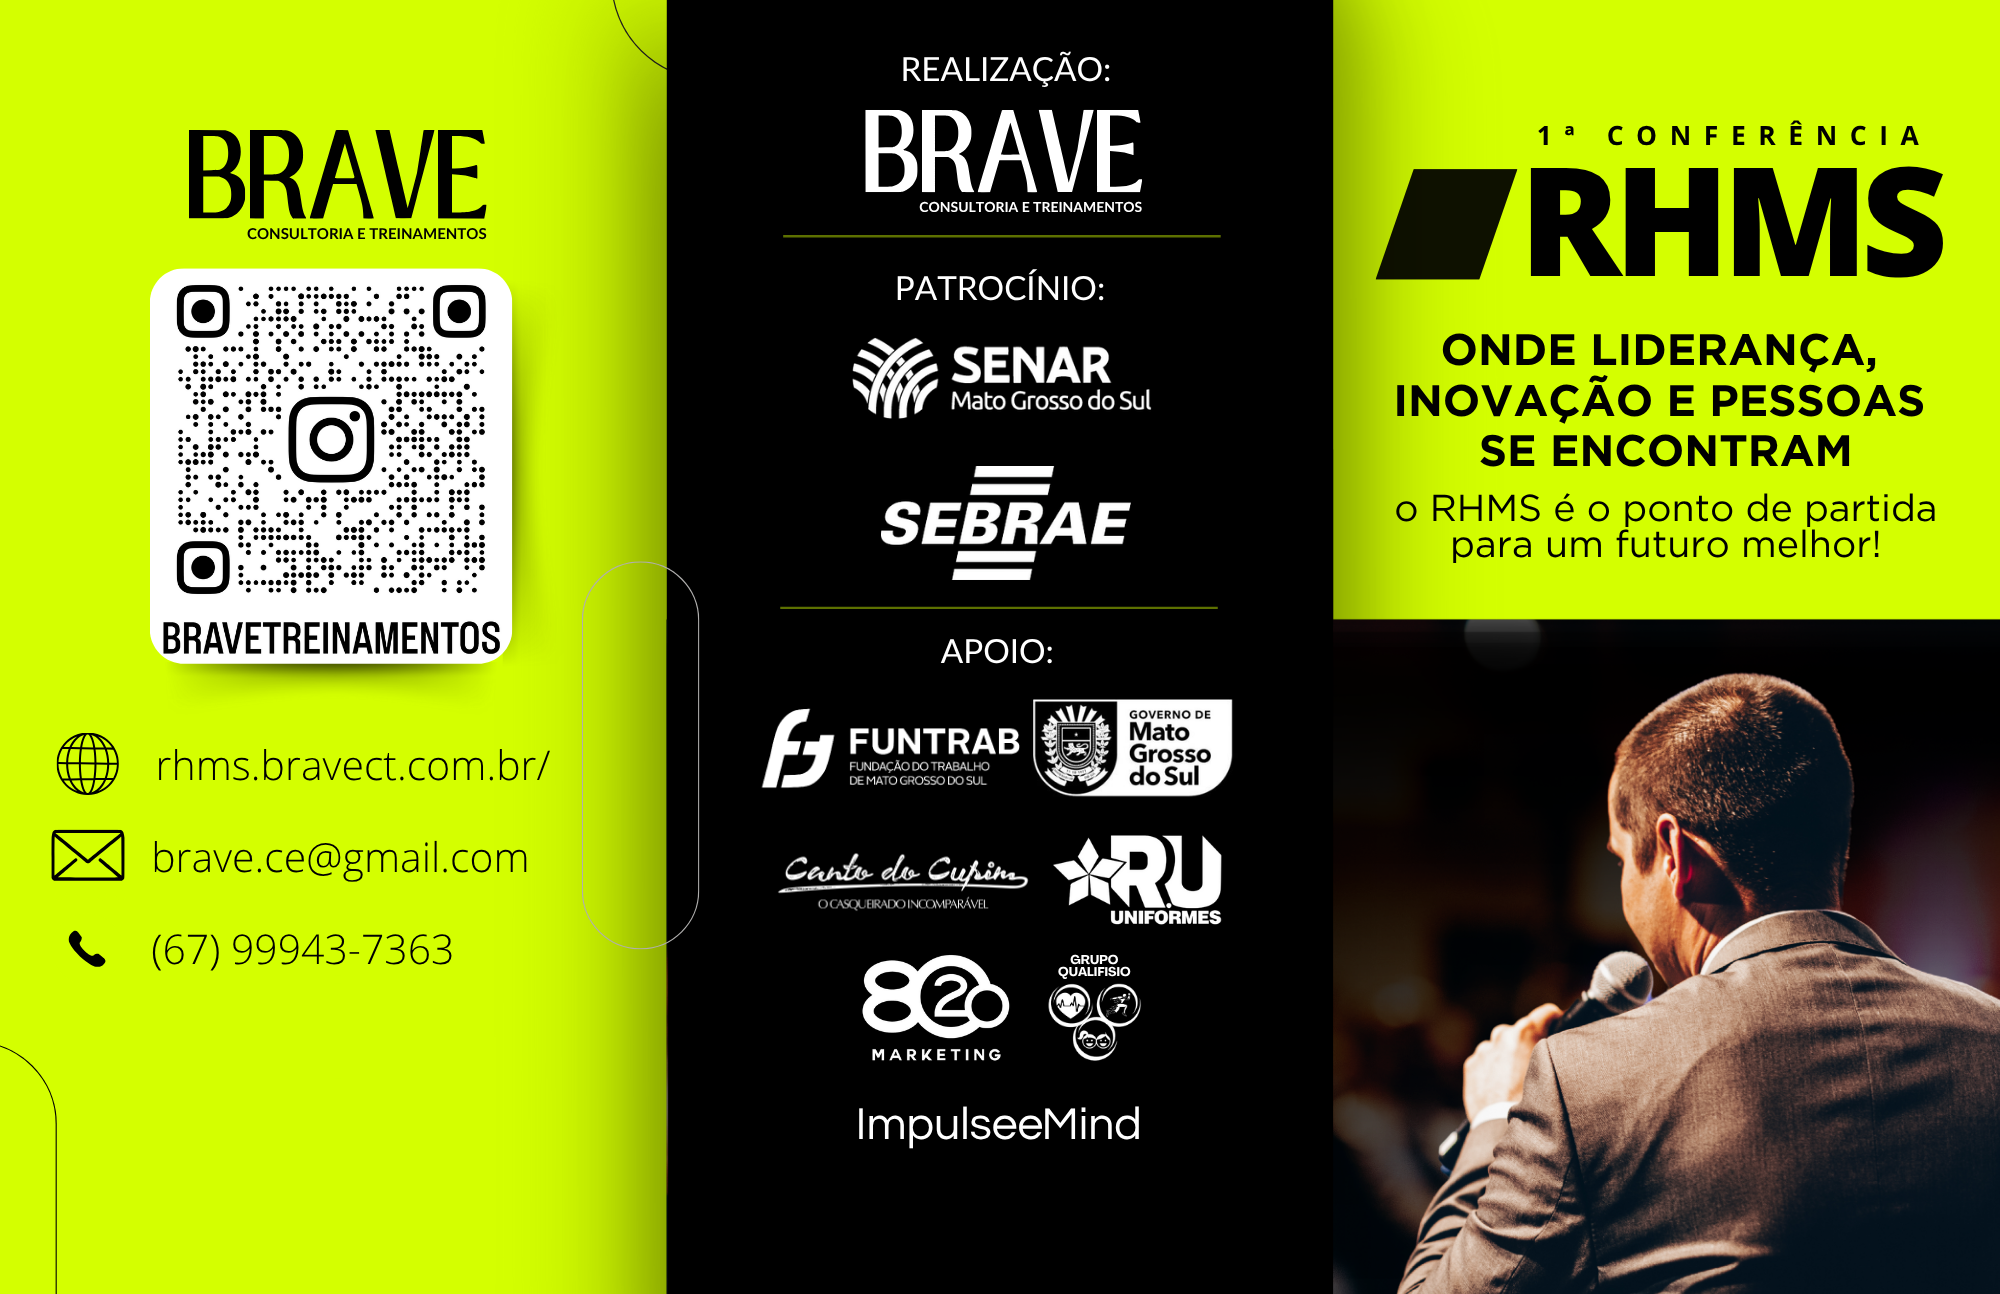 BRAVE
CONSULTORIA E TREINAMENTOS
BRAVETREINAMENTOS
rhms.bravect.com.br/
brave.ce@gmail.com
(67) 99943-7363
REALIZAÇÃO:
BRAVE
CONSULTORIA E TREINAMENTOS
PATROCÍNIO:
SENAR
Mato Grosso do Sul
SEBRAE
APOIO:
FUNTRAB
FUNDAÇÃO DO TRABALHO
DE MATO GROSSO DO SUL
GOVERNO DE
Mato
Grosso
do Sul
Canto do Cupim
O CASQUEIRADO INCOMPARÁVEL
R.U
UNIFORMES
820
MARKETING
GRUPO
QUALIFISIO
ImpulseeMind
1ª CONFERÊNCIA
RHMS
ONDE LIDERANÇA,
INOVAÇÃO E PESSOAS
SE ENCONTRAM
o RHMS é o ponto de partida
para um futuro melhor!